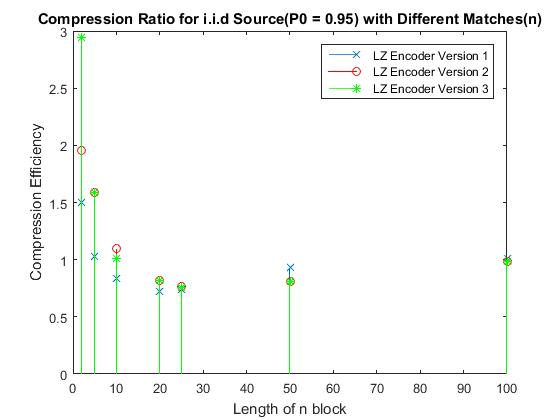 Compression Ratio for i.i.d Source(P0 = 0.95) with Different Matches(n)
LZ Encoder Version 1
LZ Encoder Version 2
LZ Encoder Version 3
Compression Efficiency
3
2.5
2
1.5
1
0.5
0
0 10 20 30 40 50 60 70 80 90 100
Length of n block